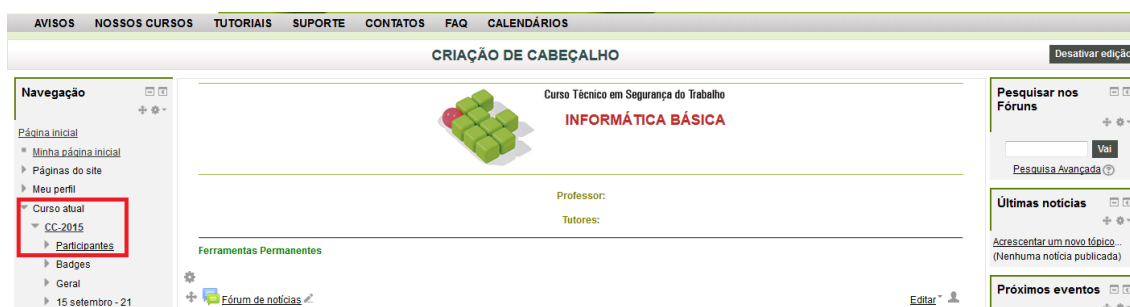 AVISOS NOSSOS CURSOS TUTORIAIS SUPORTE CONTATOS FAQ CALENDÁRIOS
CRIAÇÃO DE CABEÇALHO
Desativar edição
Navegação
Página inicial
Minha página inicial
Páginas do site
Meu perfil
Curso atual
CC-2015
Participantes
Badges
Geral
15 setembro - 21
Curso Técnico em Segurança do Trabalho
INFORMÁTICA BÁSICA
Professor:
Tutores:
Ferramentas Permanentes
Fórum de notícias
Editar
Pesquisar nos
Fóruns
Vai
Pesquisa Avançada
Últimas notícias
Acrescentar um novo tópico...
(Nenhuma notícia publicada)
Próximos eventos